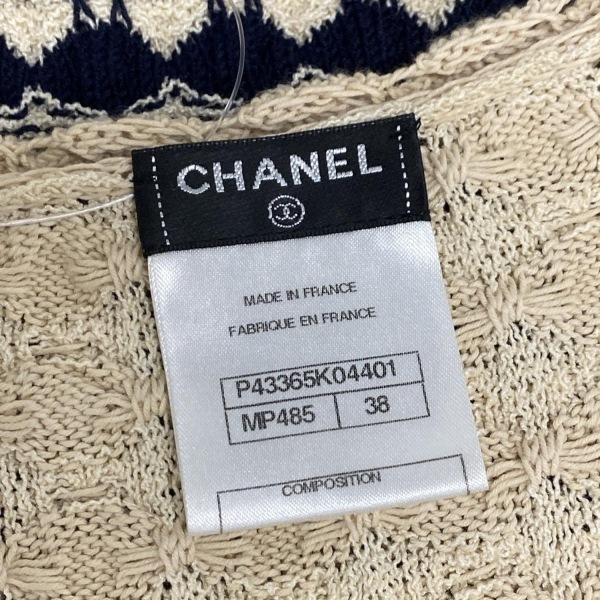 CHANEL
MADE IN FRANCE
FABRIQUE EN FRANCE
P43365K04401
MP485 38
COMPOSITION